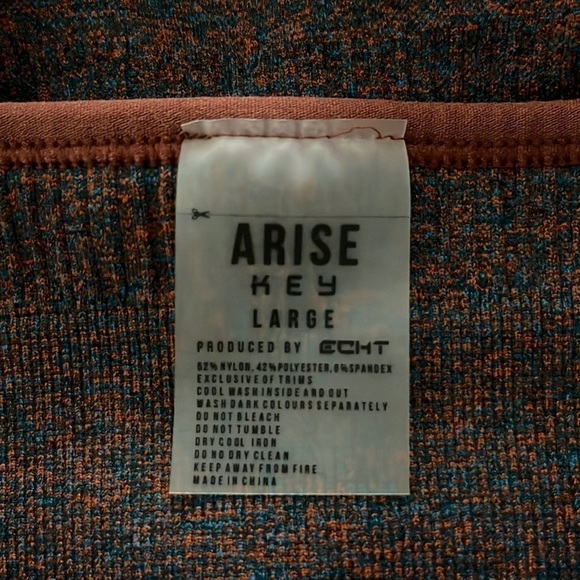 ARISE
KEY
LARGE
PRODUCED BY ECHT
52% NYLON, 42% POLYESTER, 6% SPANDEX
EXCLUSIVE OF TRIMS
COOL WASH INSIDE AND OUT
WASH DARK COLOURS SEPARATELY
DO NOT BLEACH
DO NOT TUMBLE
DRY COOL IRON
DO NO DRY CLEAN
KEEP AWAY FROM FIRE
MADE IN CHINA